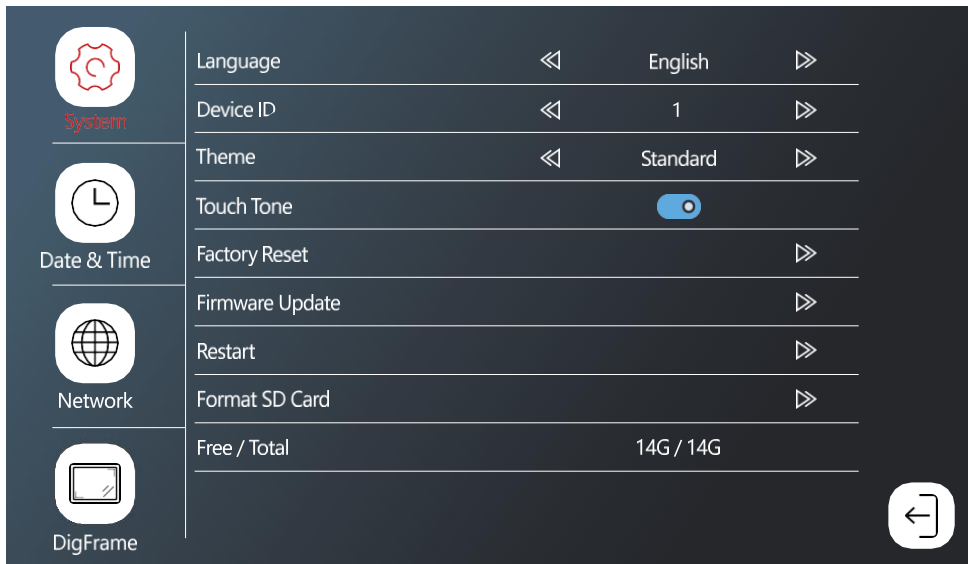 System
Date & Time
Network
DigFrame
Language English
Device ID 1
Theme Standard
Touch Tone
Factory Reset
Firmware Update
Restart
Format SD Card
Free / Total 14G / 14G